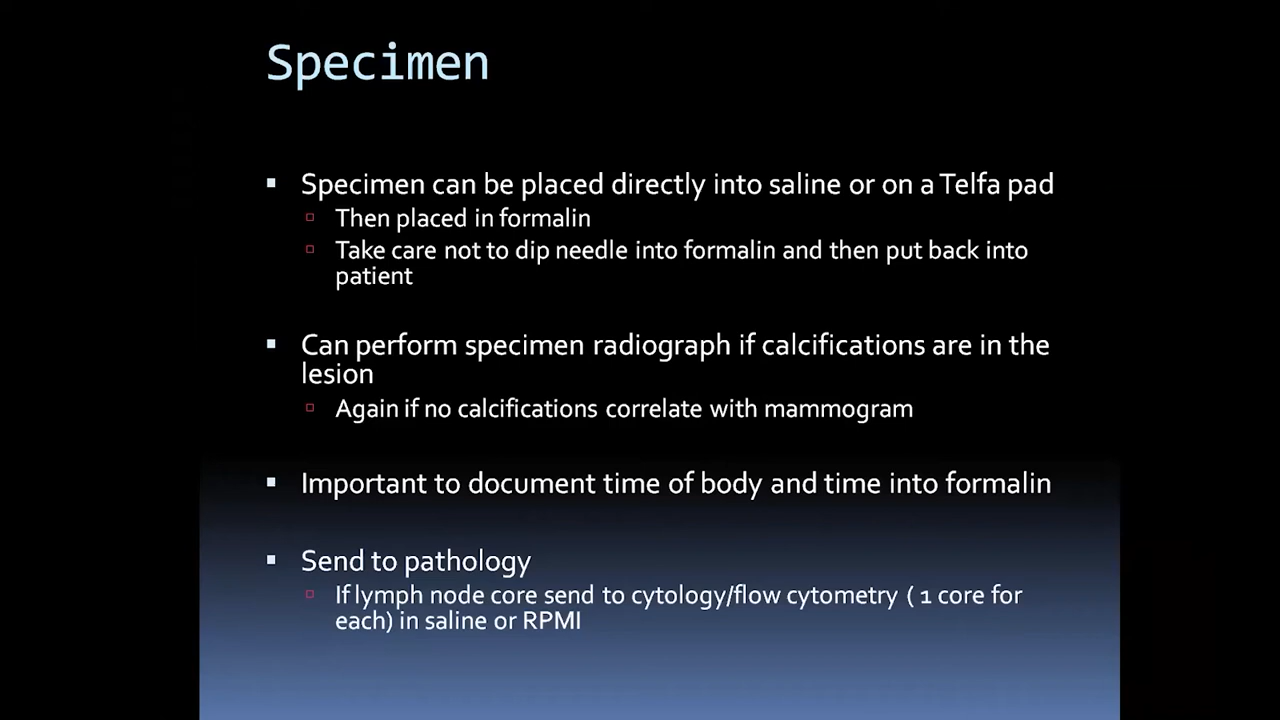 Specimen
Specimen can be placed directly into saline or on a Telfa pad
Then placed in formalin
Take care not to dip needle into formalin and then put back into
patient
Can perform specimen radiograph if calcifications are in the
lesion
Again if no calcifications correlate with mammogram
Important to document time of body and time into formalin
Send to pathology
If lymph node core send to cytology/flow cytometry ( 1 core for
each) in saline or RPMI